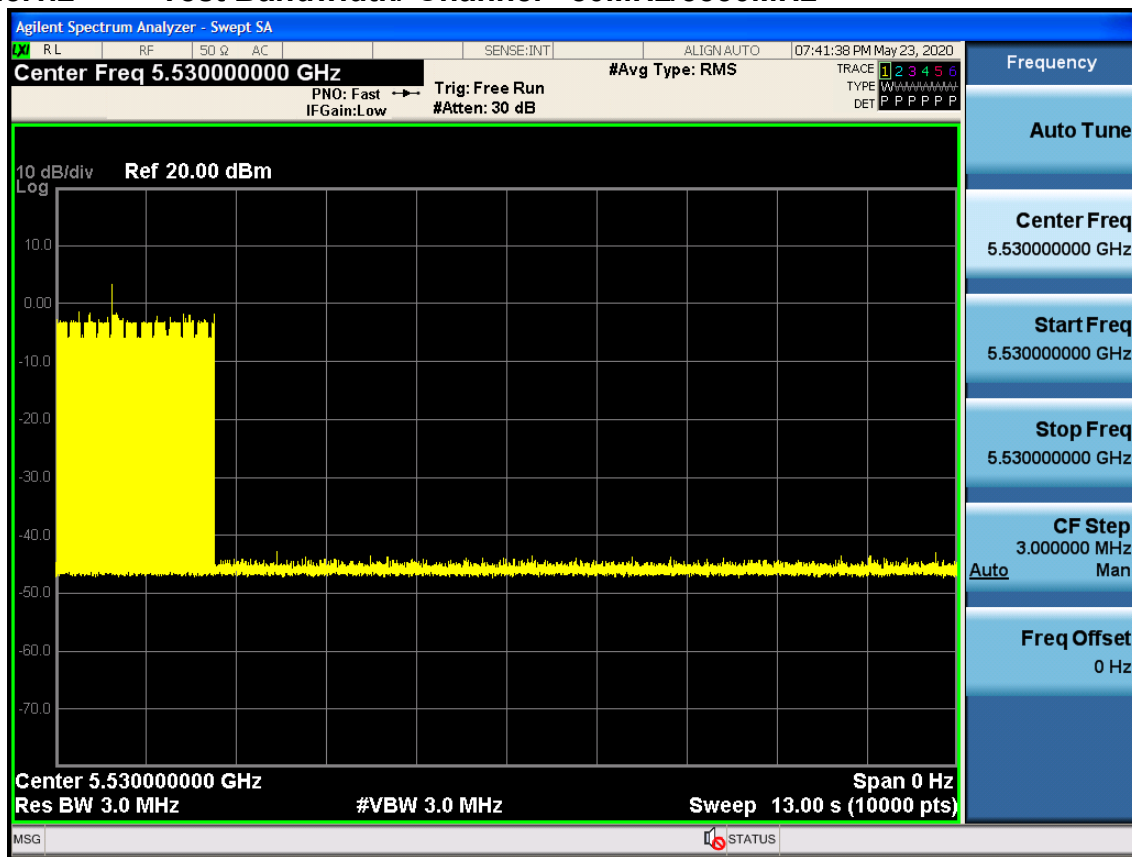 Agilent Spectrum Analyzer - Swept SA
LXI RL RF 50 Ω AC SENSE:INT ALIGN AUTO 07:41:38 PM May 23, 2020
Center Freq 5.530000000 GHz #Avg Type: RMS TRACE 1 2 3 4 5 6
PNO: Fast Trig: Free Run TYPE
IFGain:Low #Atten: 30 dB DET P P P P P P
10 dB/div Ref 20.00 dBm
Log
10.0
0.00
-10.0
-20.0
-30.0
-40.0
-50.0
-60.0
-70.0
Center 5.530000000 GHz Span 0 Hz
Res BW 3.0 MHz #VBW 3.0 MHz Sweep 13.00 s (10000 pts)
MSG STATUS
Frequency
Auto Tune
Center Freq
5.530000000 GHz
Start Freq
5.530000000 GHz
Stop Freq
5.530000000 GHz
CF Step
3.000000 MHz
Auto Man
Freq Offset
0 Hz